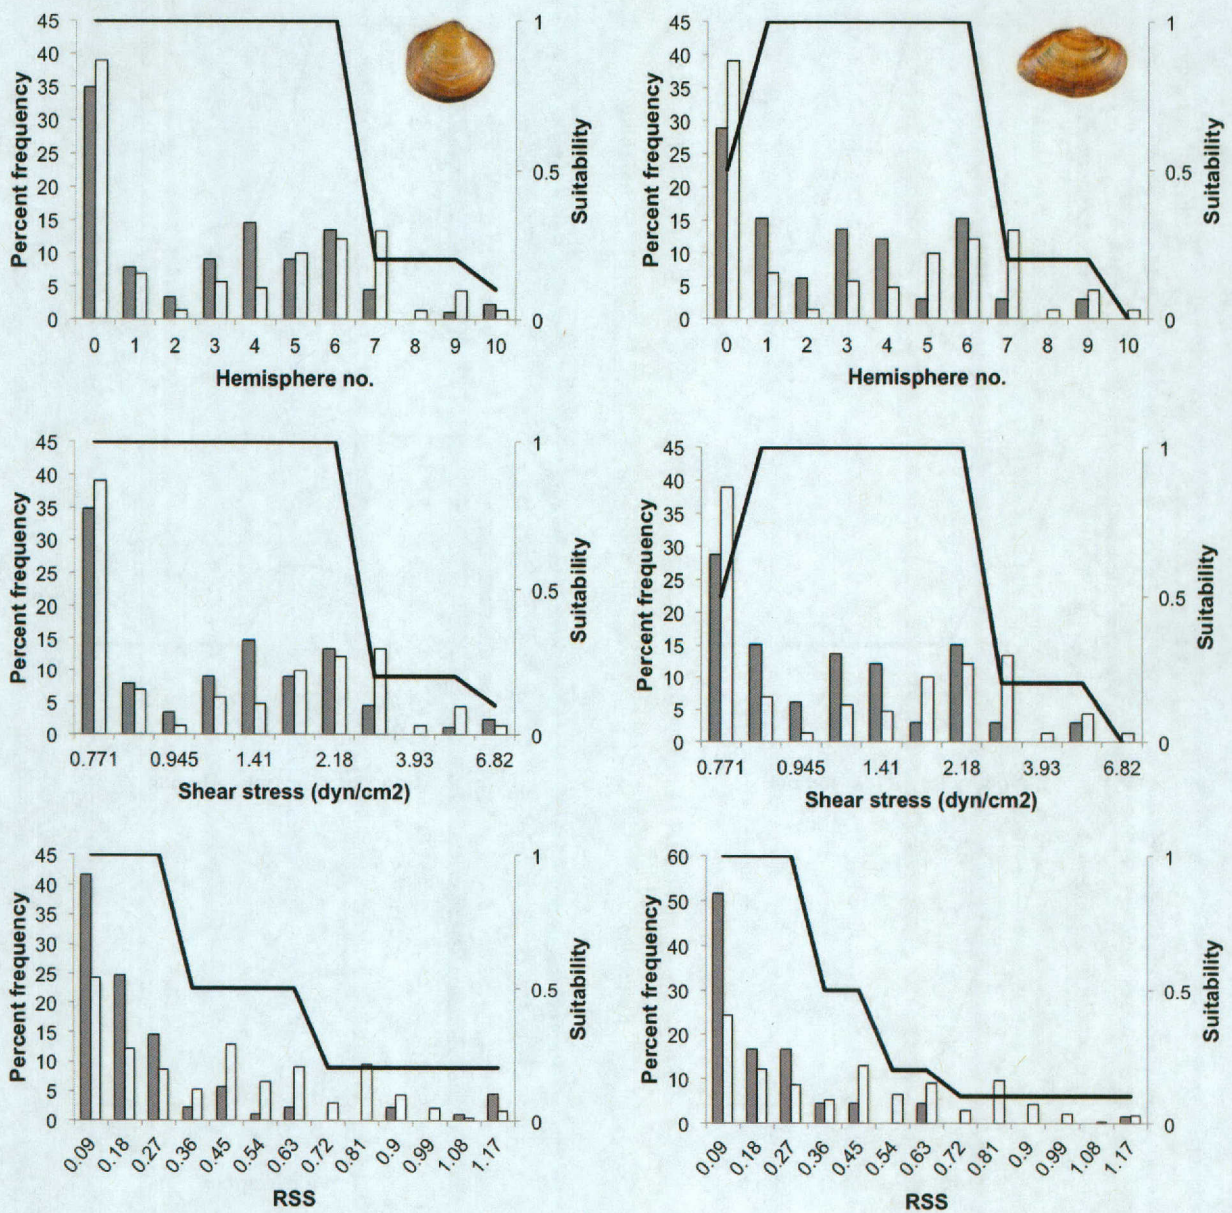 45 40 35 30 25 20 15 10 5 0
Percent frequency
1 0.5 0
Suitability
0 1 2 3 4 5 6 7 8 9 10
Hemisphere no.
45 40 35 30 25 20 15 10 5 0
Percent frequency
1 0.5 0
Suitability
0 1 2 3 4 5 6 7 8 9 10
Hemisphere no.
45 40 35 30 25 20 15 10 5 0
Percent frequency
1 0.5 0
Suitability
0.771 0.945 1.41 2.18 3.93 6.82
Shear stress (dyn/cm2)
45 40 35 30 25 20 15 10 5 0
Percent frequency
1 0.5 0
Suitability
0.771 0.945 1.41 2.18 3.93 6.82
Shear stress (dyn/cm2)
45 40 35 30 25 20 15 10 5 0
Percent frequency
1 0.5 0
Suitability
0.09 0.18 0.27 0.36 0.45 0.54 0.63 0.72 0.81 0.9 0.99 1.08 1.17
RSS
60 50 40 30 20 10 0
Percent frequency
1 0.5 0
Suitability
0.09 0.18 0.27 0.36 0.45 0.54 0.63 0.72 0.81 0.9 0.99 1.08 1.17
RSS